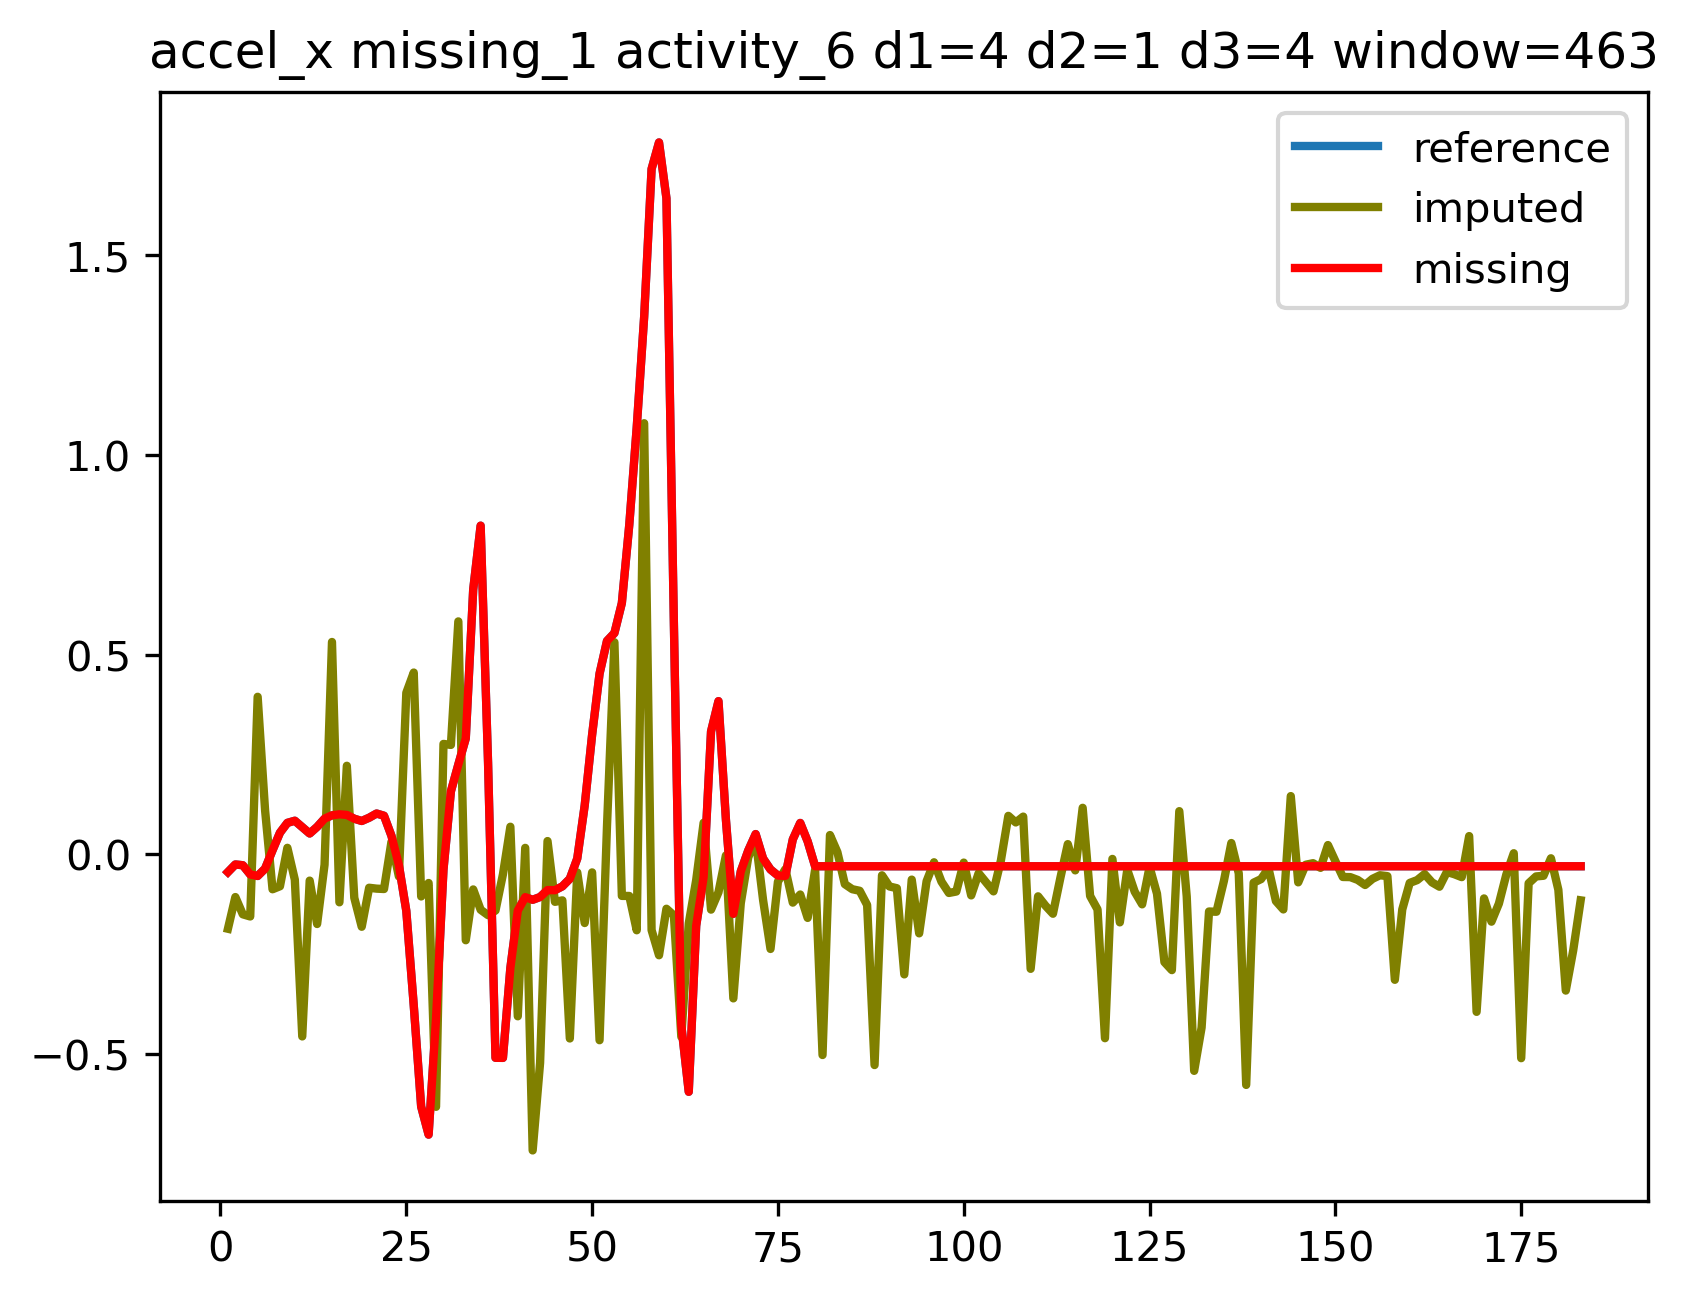 accel_x missing_1 activity_6 d1=4 d2=1 d3=4 window=463
reference
imputed
missing
1.5
1.0
0.5
0.0
−0.5
0 25 50 75 100 125 150 175